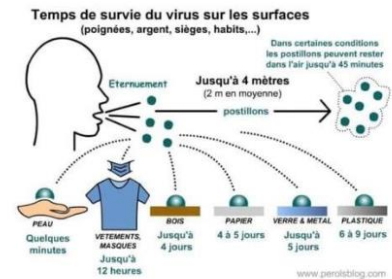 Temps de survie du virus sur les surfaces
(poignées, argent, sièges, habits,...)
Dans certaines conditions
les postillons peuvent rester
dans l'air jusqu'à 45 minutes
Eternuement
Jusqu'à 4 mètres
(2 m en moyenne)
postillons
PEAU
Quelques
minutes
VETEMENTS,
MASQUES
Jusqu'à
12 heures
BOIS
Jusqu'à
4 jours
PAPIER
4 à 5 jours
VERRE & METAL
Jusqu'à
5 jours
PLASTIQUE
6 à 9 jours
www.perolsblog.com